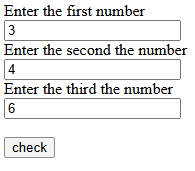 Enter the first number
3
Enter the second the number
4
Enter the third the number
6
check